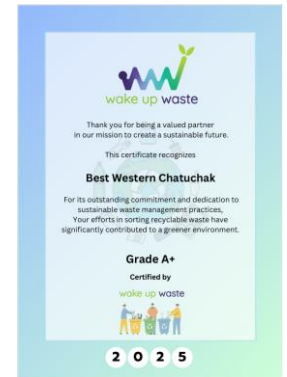 wake up waste
Thank you for being a valued partner
in our mission to create a sustainable future.
This certificate recognizes
Best Western Chatuchak
For its outstanding commitment and dedication to
sustainable waste management practices,
Your efforts in sorting recyclable waste have
significantly contributed to a greener environment.
Grade A+
Certified by
wake up waste
2 0 2 5